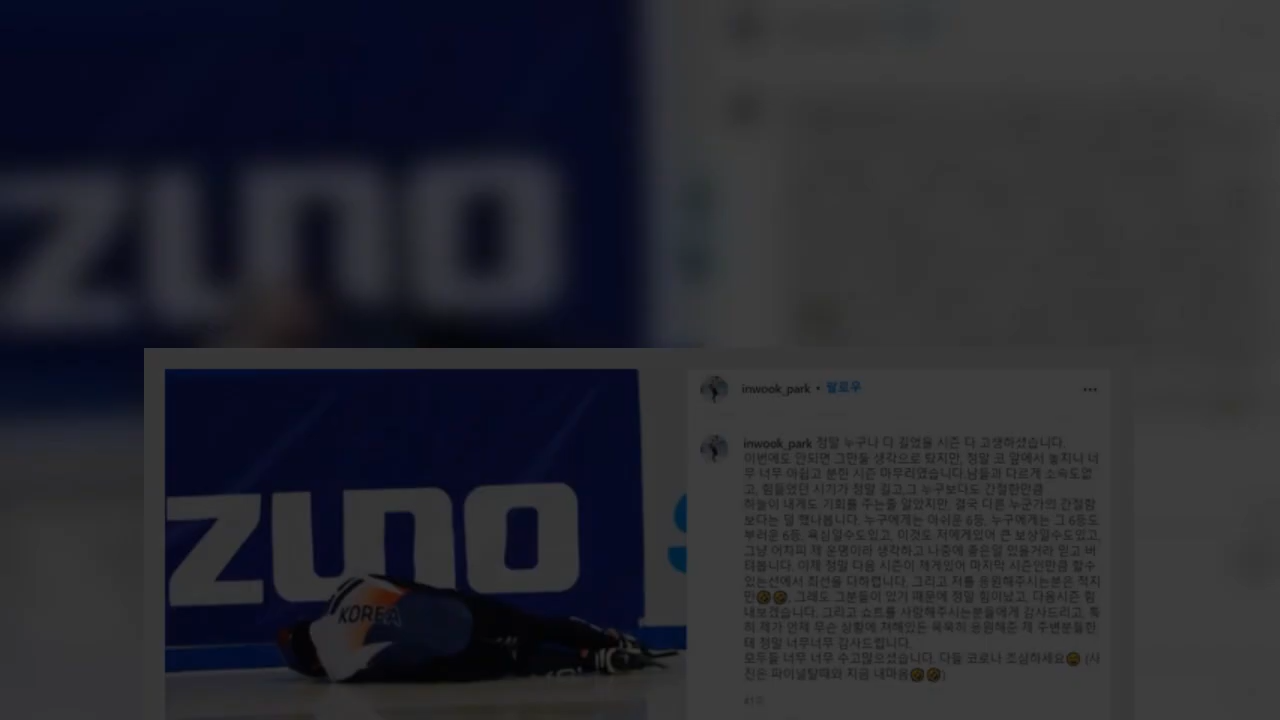 ZUNO
inwook_park • 팔로우
inwook_park 정말 누구나 다 길었을 시즌 다 고생하셨습니다.
이번에도 안되면 그만둘 생각으로 탔지만, 정말 코 앞에서 놓치나 너
무 너무 아쉽고 분한 시즌 마무리였습니다.남들과 다르게 소속도없
고, 힘들었던 시기가 정말 길고,그 누구보다도 간절한만큼
하늘이 내게도 기회를 주는줄 알았지만, 결국 다른 누군가의 간절함
보다는 덜 했나봅니다. 누구에게는 아쉬운 6등, 누구에게는 그 6등도
부러운 6등, 욕심일수도있고, 이것도 저에게있어 큰 보상일수도있고,
그냥 어차피 제 운명이라 생각하고 나중에 좋은일 있을거라 믿고 버
텨봅니다. 이제 정말 다음 시즌이 제게있어 마지막 시즌인만큼 할수
있는선에서 최선을 다하렵니다. 그리고 저를 응원해주시는분은 적지
만🤣🤣, 그래도 그분들이 있기 때문에 정말 힘이났고, 다음시즌 힘
내보겠습니다. 그리고 쇼트를 사랑해주시는분들에게 감사드리고, 특
히 제가 언제 무슨 상황에 처해있든 묵묵히 응원해준 제 주변분들한
테 정말 너무너무 감사드립니다.
모두들 너무 너무 수고많으셨습니다. 다들 코로나 조심하세요 (사
진은 파이널탈때와 지금 내마음🤣🤣)
41주
ZUNO
KOREA